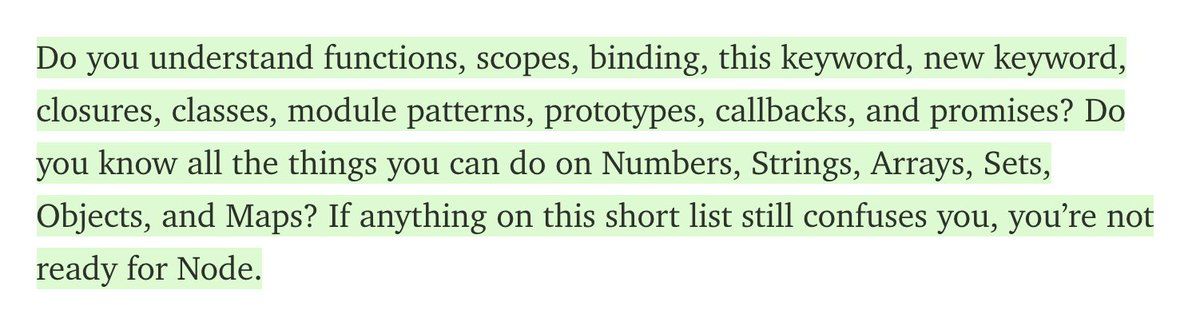 Do you understand functions, scopes, binding, this keyword, new keyword,
closures, classes, module patterns, prototypes, callbacks, and promises? Do
you know all the things you can do on Numbers, Strings, Arrays, Sets,
Objects, and Maps? If anything on this short list still confuses you, you’re not
ready for Node.